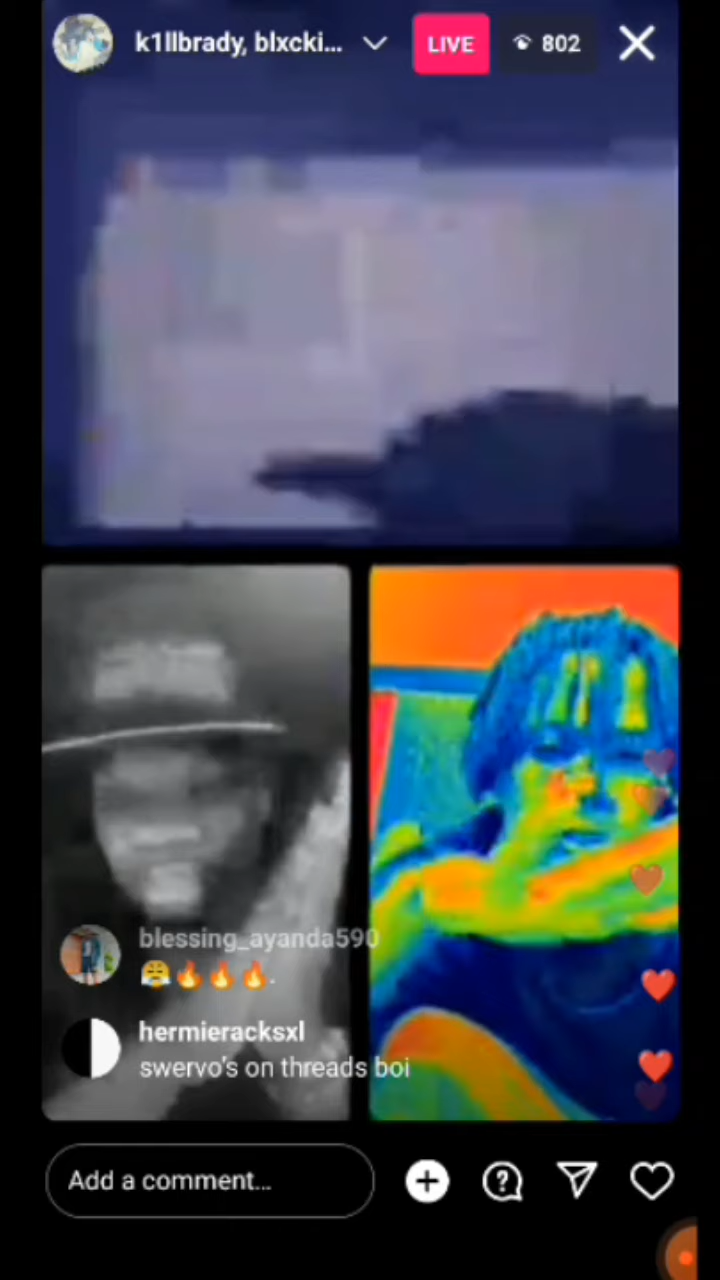 k1llbrady, blxcki...
LIVE
802
blessing_ayanda590
😤🔥🔥🔥.
hermieracksxl
swervo's on threads boi
Add a comment...